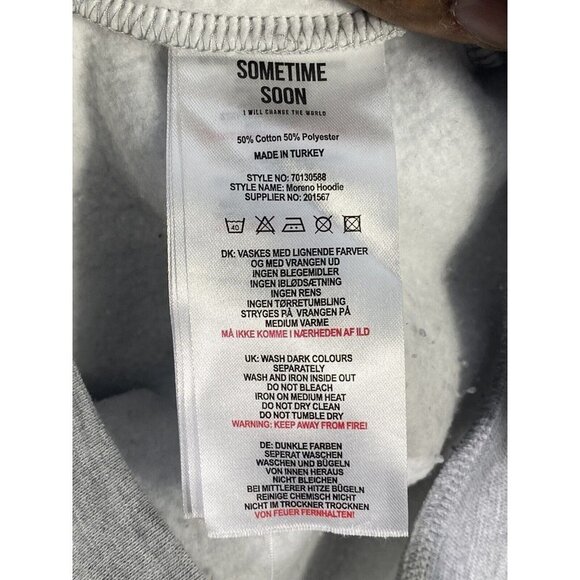 SOMETIME
SOON
I WILL CHANGE THE WORLD
50% Cotton 50% Polyester
MADE IN TURKEY
STYLE NO: 70130588
STYLE NAME: Moreno Hoodie
SUPPLIER NO: 201567
40
DK: VASKES MED LIGNENDE FARVER
OG MED VRANGEN UD
INGEN BLEGEMIDLER
INGEN IBLØDSÆTNING
INGEN RENS
INGEN TØRRETUMBLING
STRYGES PÅ VRANGEN PÅ
MEDIUM VARME
MÅ IKKE KOMME I NÆRHEDEN AF ILD
UK: WASH DARK COLOURS
SEPARATELY
WASH AND IRON INSIDE OUT
DO NOT BLEACH
IRON ON MEDIUM HEAT
DO NOT DRY CLEAN
DO NOT TUMBLE DRY
WARNING: KEEP AWAY FROM FIRE!
DE: DUNKLE FARBEN
SEPERAT WASCHEN
WASCHEN UND BÜGELN
VON INNEN HERAUS
NICHT BLEICHEN
BEI MITTLERER HITZE BÜGELN
REINIGE CHEMISCH NICHT
NICHT IM TROCKNER TROCKNEN
VON FEUER FERNHALTEN!